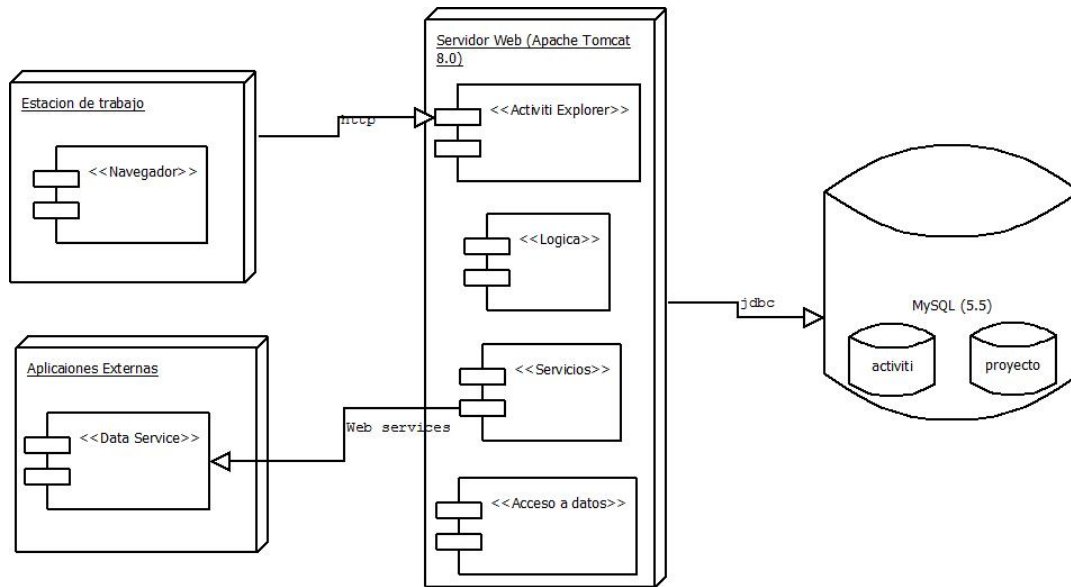 Servidor Web (Apache Tomcat
8.0)
Estacion de trabajo
<<Navegador>>
http
<<Activiti Explorer>>
<<Logica>>
<<Servicios>>
<<Acceso a datos>>
Aplicaiones Externas
<<Data Service>>
Web services
jdbc
MySQL (5.5)
activiti
proyecto